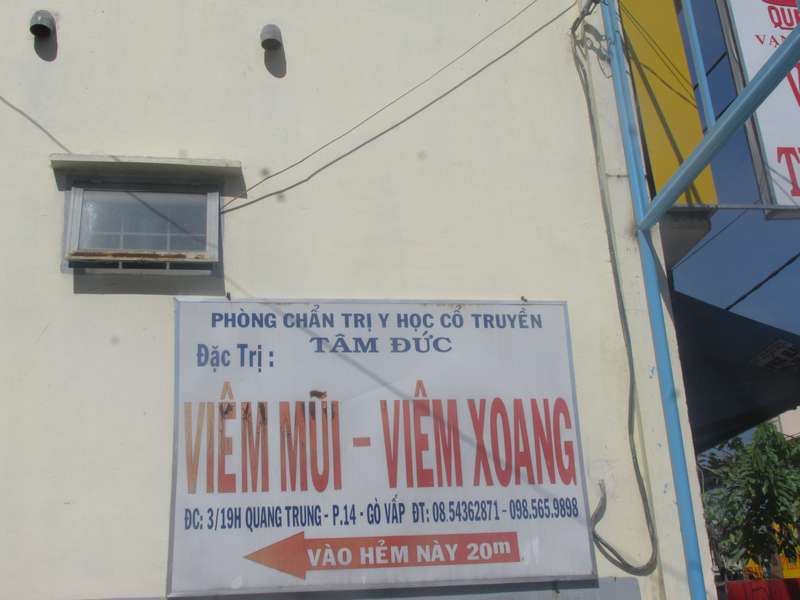 PHÒNG CHẨN TRỊ Y HỌC CỔ TRUYỀN
TÂM ĐỨC
Đặc Trị :
VIÊM MŨI - VIÊM XOANG
ĐC: 3/19H QUANG TRUNG - P.14 - GÒ VẤP ĐT: 08.54362871 - 098.565.9898
VÀO HẺM NÀY 20m